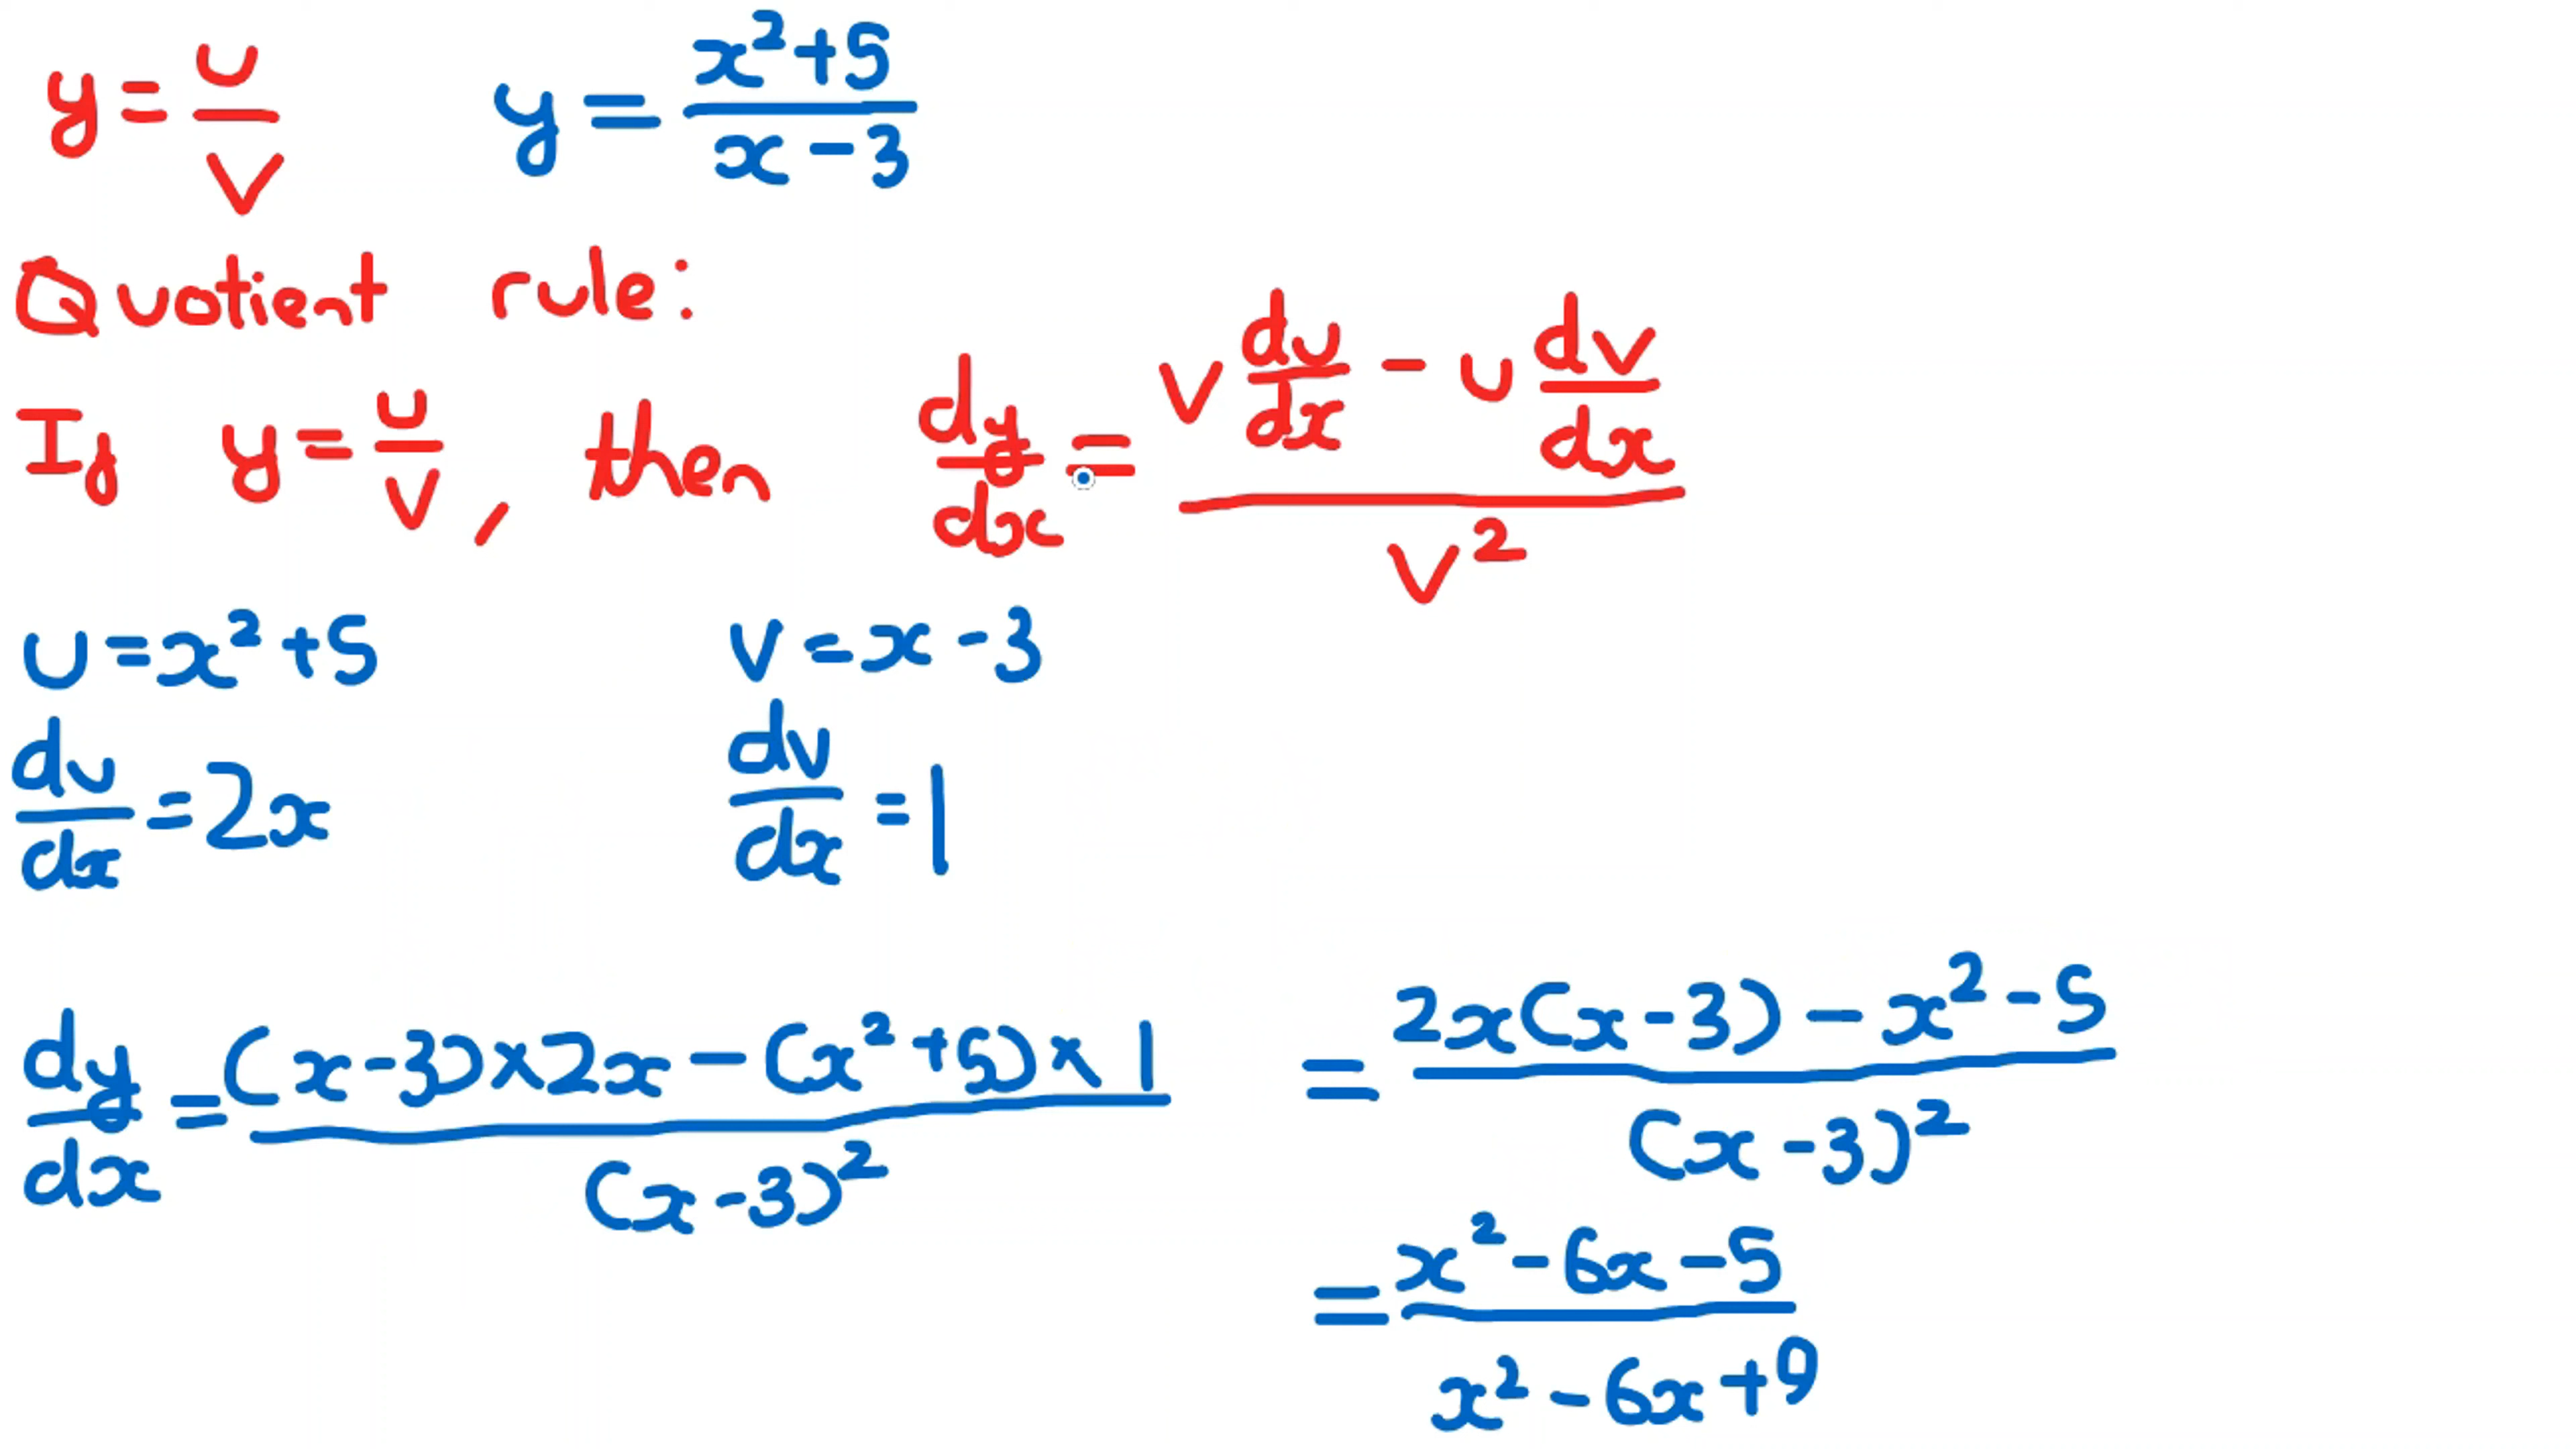 y = u/v    y = (x²+5)/(x-3)
Quotient rule:
If y = u/v, then dy/dx = (v du/dx - u dv/dx)/v²
u = x²+5    v = x-3
du/dx = 2x    dv/dx = 1
dy/dx = ((x-3)×2x - (x²+5)×1)/(x-3)²    = (2x(x-3) - x² - 5)/(x-3)²
= (x²-6x-5)/(x²-6x+9)